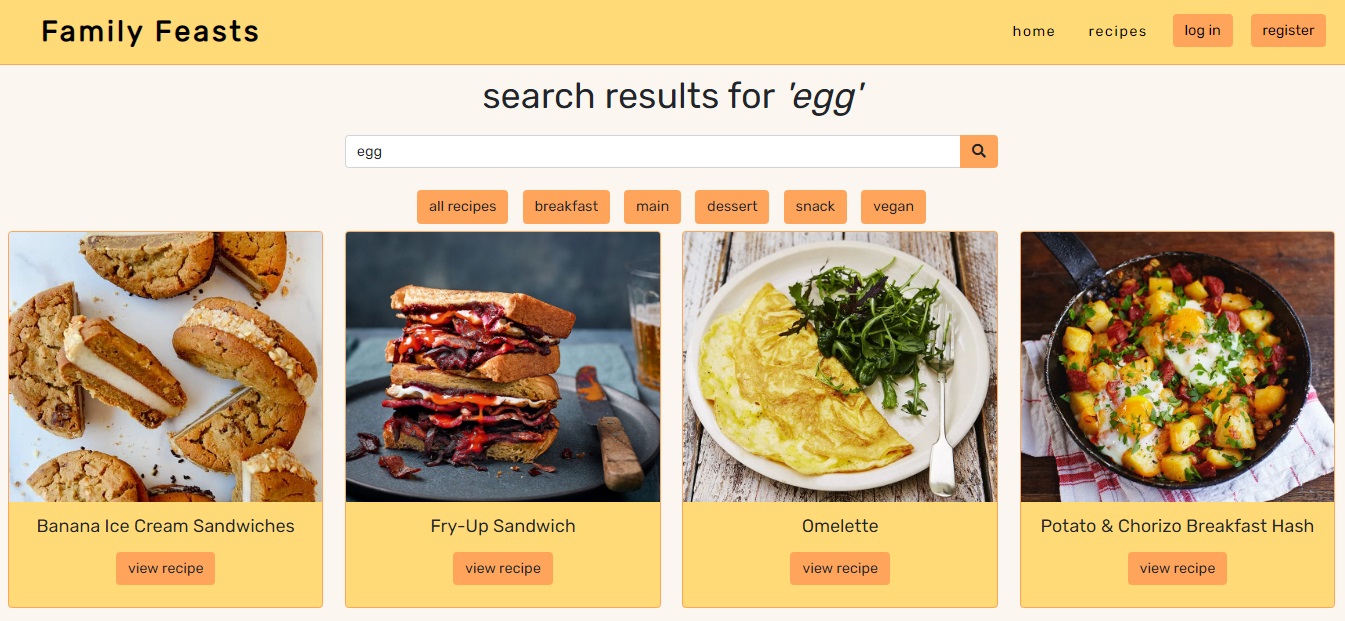 Family Feasts
home recipes log in register
search results for 'egg'
egg
all recipes breakfast main dessert snack vegan
Banana Ice Cream Sandwiches
view recipe
Fry-Up Sandwich
view recipe
Omelette
view recipe
Potato & Chorizo Breakfast Hash
view recipe